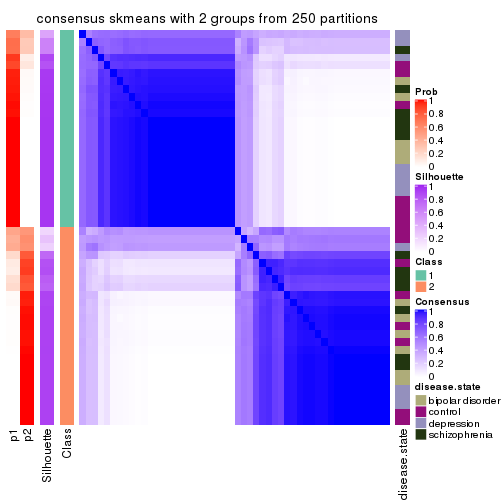 consensus skmeans with 2 groups from 250 partitions
Prob
1
0.8
0.6
0.4
0.2
0
Silhouette
1
0.8
0.6
0.4
0.2
0
Class
1
2
Consensus
1
0.8
0.6
0.4
0.2
0
disease.state
bipolar disorder
control
depression
schizophrenia
p1
p2
Silhouette
Class
disease.state